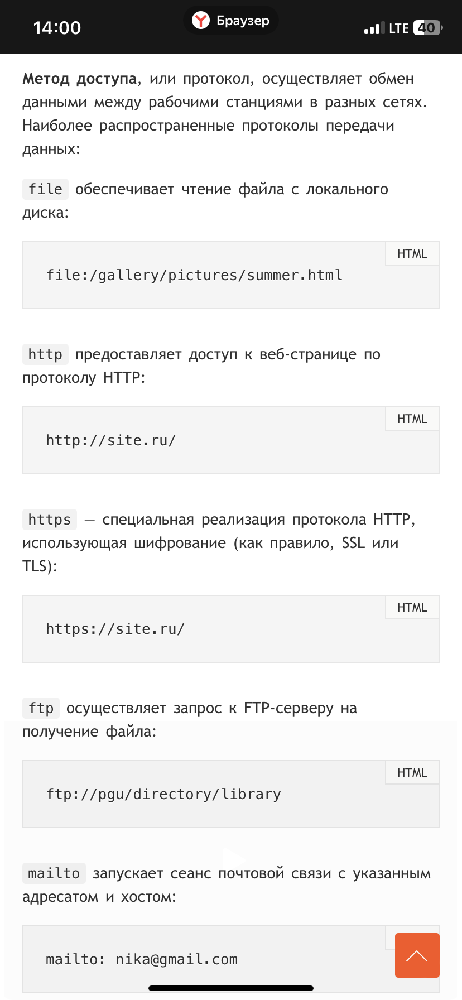 14:00
Браузер
LTE 40
Метод доступа, или протокол, осуществляет обмен
данными между рабочими станциями в разных сетях.
Наиболее распространенные протоколы передачи
данных:
file обеспечивает чтение файла с локального
диска:
HTML
file:/gallery/pictures/summer.html
http предоставляет доступ к веб-странице по
протоколу HTTP:
HTML
http://site.ru/
https — специальная реализация протокола HTTP,
использующая шифрование (как правило, SSL или
TLS):
HTML
https://site.ru/
ftp осуществляет запрос к FTP-серверу на
получение файла:
HTML
ftp://pgu/directory/library
mailto запускает сеанс почтовой связи с указанным
адресатом и хостом:
mailto: nika@gmail.com